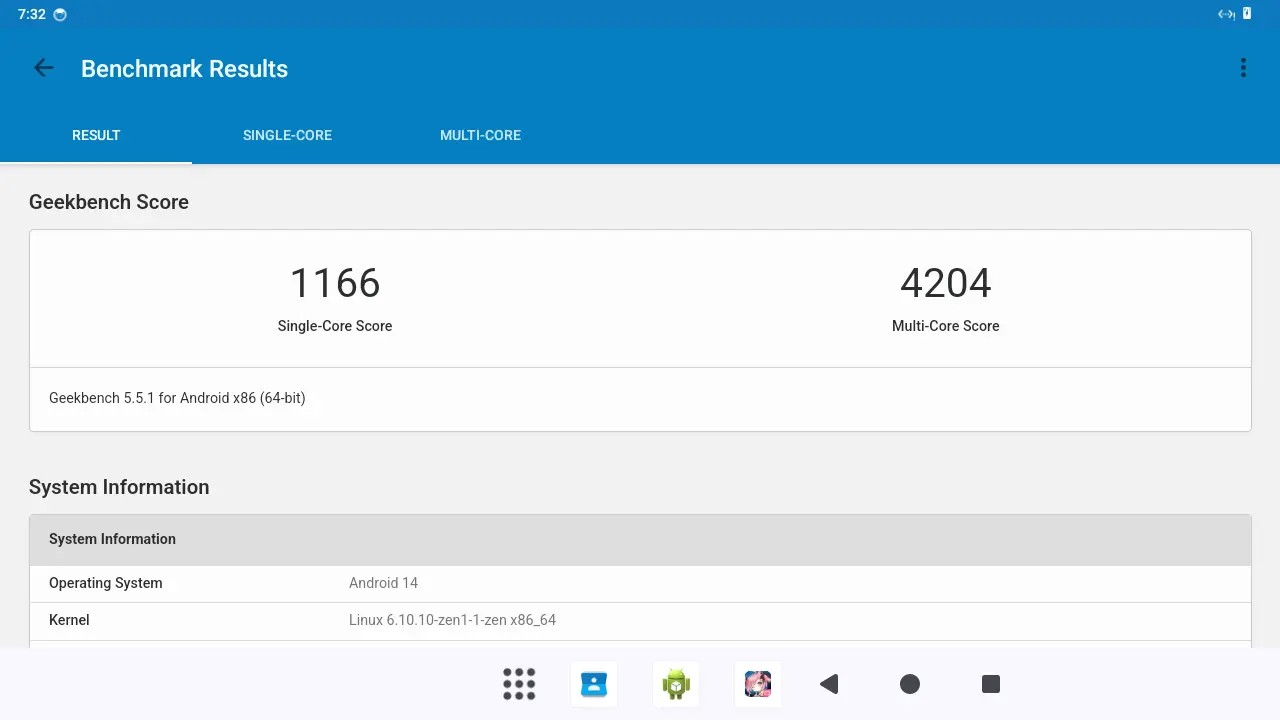 7:32
Benchmark Results
RESULT SINGLE-CORE MULTI-CORE
Geekbench Score
1166 4204
Single-Core Score Multi-Core Score
Geekbench 5.5.1 for Android x86 (64-bit)
System Information
System Information
Operating System Android 14
Kernel Linux 6.10.10-zen1-1-zen x86_64